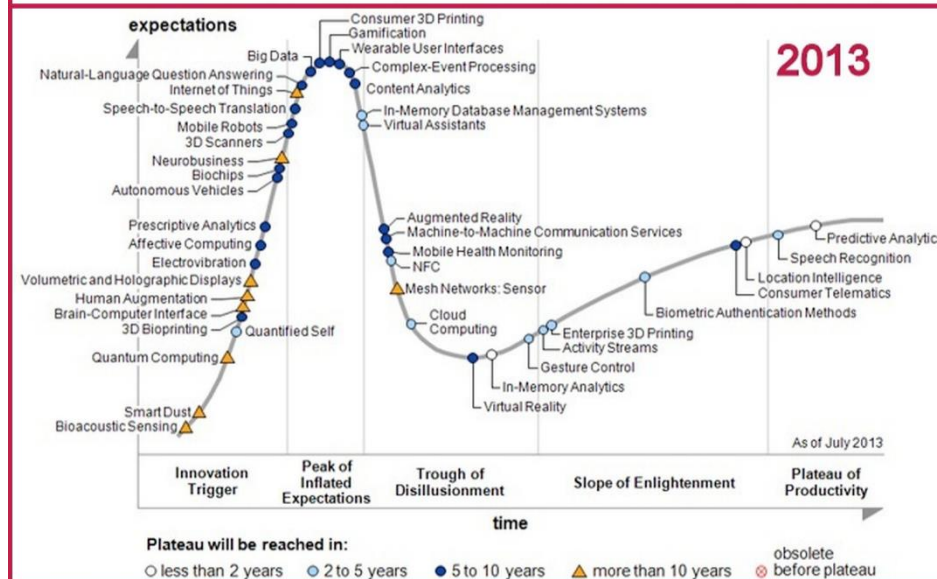 expectations
2013
Consumer 3D Printing
Gamification
Wearable User Interfaces
Big Data
Complex-Event Processing
Natural-Language Question Answering
Internet of Things
Content Analytics
Speech-to-Speech Translation
In-Memory Database Management Systems
Virtual Assistants
Mobile Robots
3D Scanners
Neurobusiness
Biochips
Autonomous Vehicles
Augmented Reality
Prescriptive Analytics
Machine-to-Machine Communication Services
Affective Computing
Mobile Health Monitoring
Electrovibration
NFC
Volumetric and Holographic Displays
Mesh Networks: Sensor
Human Augmentation
Brain-Computer Interface
3D Bioprinting
Quantified Self
Cloud
Computing
Quantum Computing
Smart Dust
Bioacoustic Sensing
Predictive Analytic
Speech Recognition
Location Intelligence
Consumer Telematics
Biometric Authentication Methods
Enterprise 3D Printing
Activity Streams
Gesture Control
In-Memory Analytics
Virtual Reality
As of July 2013
Innovation
Trigger
Peak of
Inflated
Expectations
Trough of
Disillusionment
Slope of Enlightenment
Plateau of
Productivity
time
Plateau will be reached in:
less than 2 years
2 to 5 years
5 to 10 years
more than 10 years
obsolete
before plateau